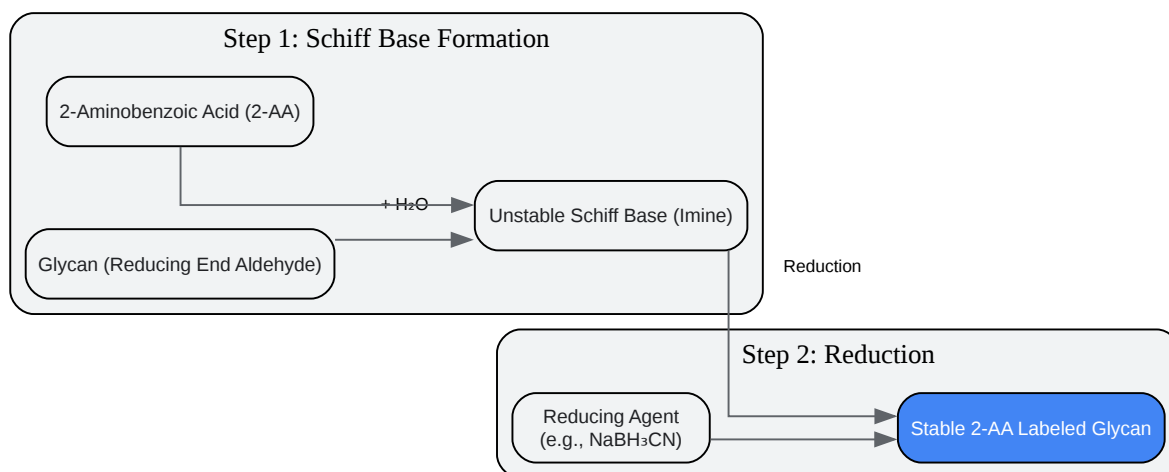 Step 1: Schiff Base Formation
2-Aminobenzoic Acid (2-AA)
+ H₂O
Unstable Schiff Base (Imine)
Glycan (Reducing End Aldehyde)
Reduction
Step 2: Reduction
Reducing Agent
(e.g., NaBH₃CN)
Stable 2-AA Labeled Glycan